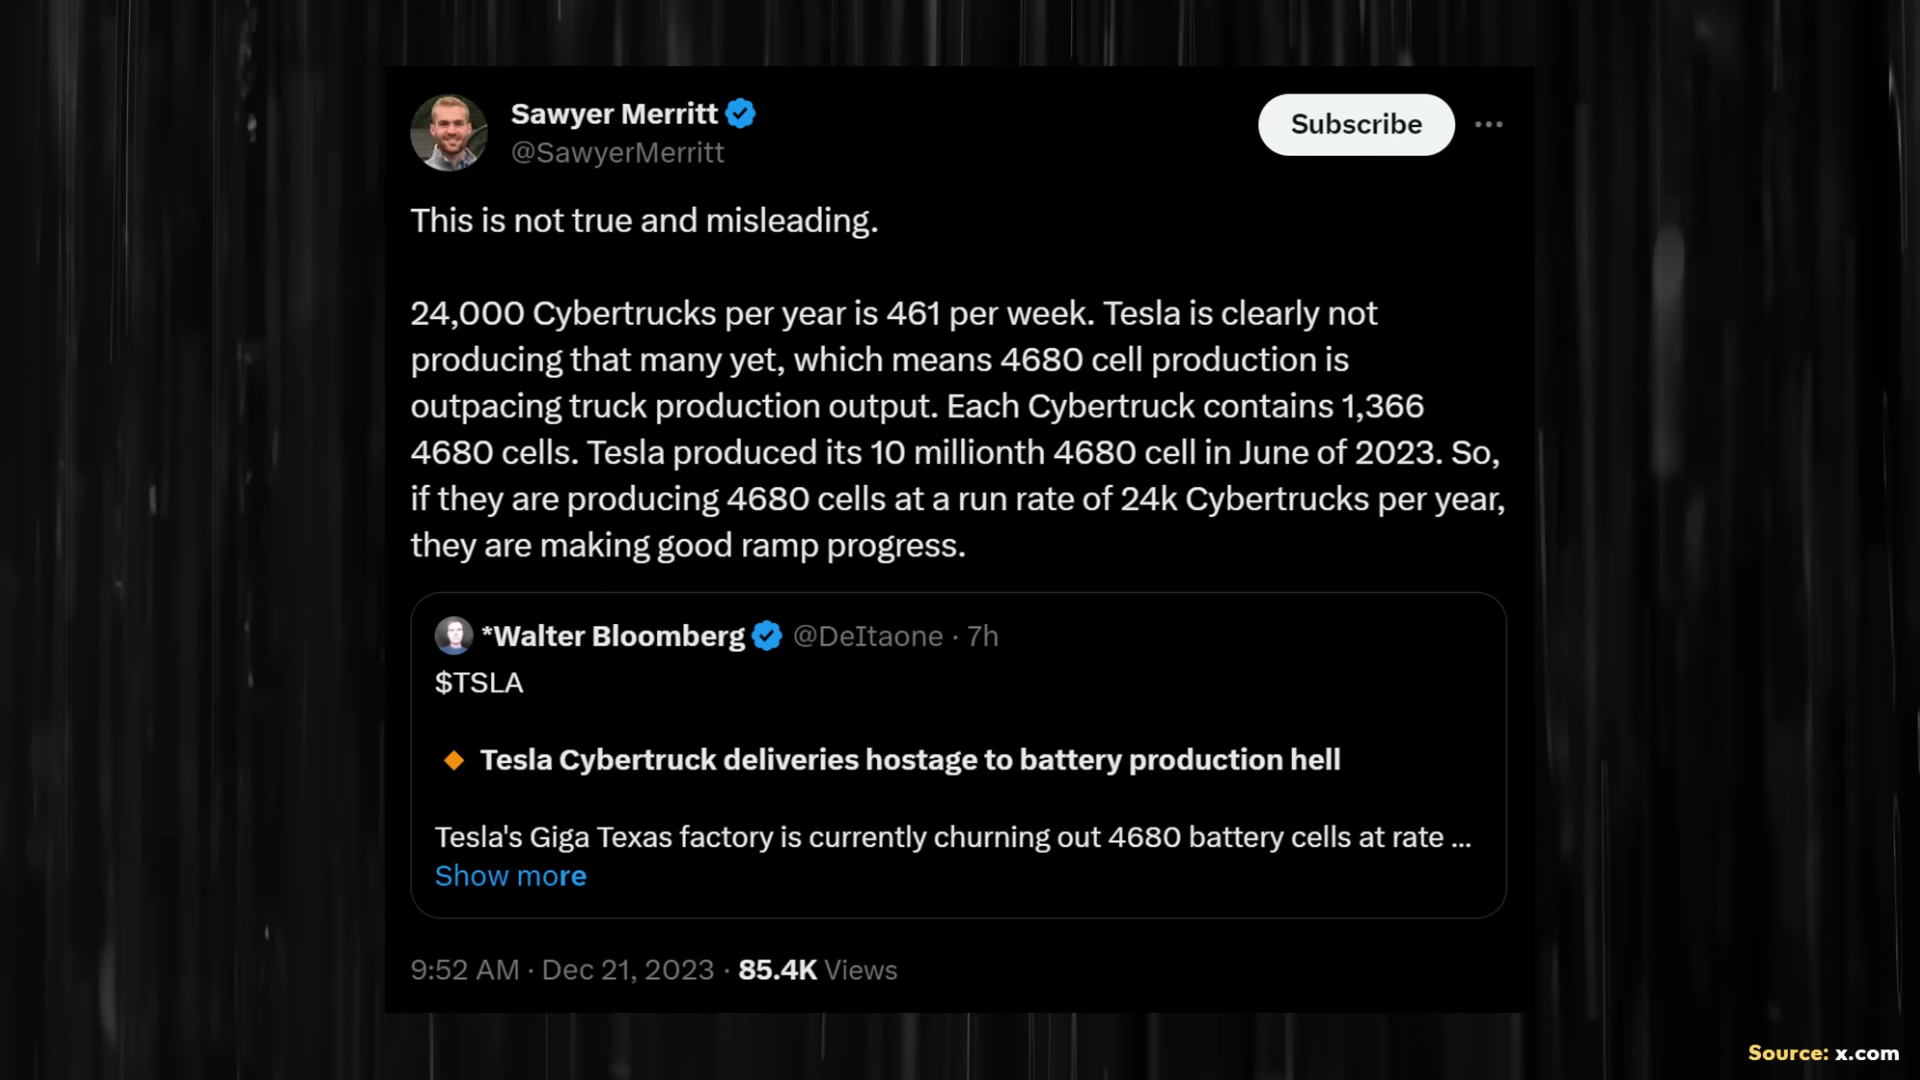 Sawyer Merritt
@SawyerMerritt
Subscribe
This is not true and misleading.
24,000 Cybertrucks per year is 461 per week. Tesla is clearly not
producing that many yet, which means 4680 cell production is
outpacing truck production output. Each Cybertruck contains 1,366
4680 cells. Tesla produced its 10 millionth 4680 cell in June of 2023. So,
if they are producing 4680 cells at a run rate of 24k Cybertrucks per year,
they are making good ramp progress.
*Walter Bloomberg @DeItaone · 7h
$TSLA
🔸 Tesla Cybertruck deliveries hostage to battery production hell
Tesla's Giga Texas factory is currently churning out 4680 battery cells at rate ...
Show more
9:52 AM · Dec 21, 2023 · 85.4K Views
Source: x.com